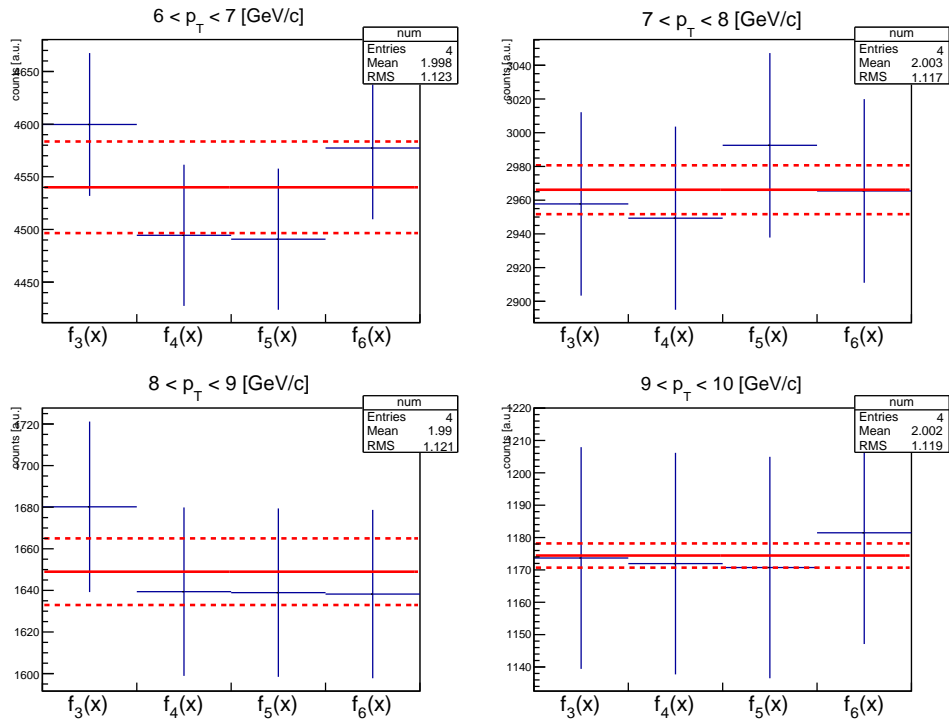 6 < p_T < 7 [GeV/c]
num
Entries 4
Mean 1.998
RMS 1.123
counts [a.u.]
4650
4600
4550
4500
4450
f_3(x) f_4(x) f_5(x) f_6(x)
7 < p_T < 8 [GeV/c]
num
Entries 4
Mean 2.003
RMS 1.117
counts [a.u.]
3040
3020
3000
2980
2960
2940
2920
2900
f_3(x) f_4(x) f_5(x) f_6(x)
8 < p_T < 9 [GeV/c]
num
Entries 4
Mean 1.99
RMS 1.121
counts [a.u.]
1720
1700
1680
1660
1640
1620
1600
f_3(x) f_4(x) f_5(x) f_6(x)
9 < p_T < 10 [GeV/c]
num
Entries 4
Mean 2.002
RMS 1.119
counts [a.u.]
1220
1210
1200
1190
1180
1170
1160
1150
1140
f_3(x) f_4(x) f_5(x) f_6(x)